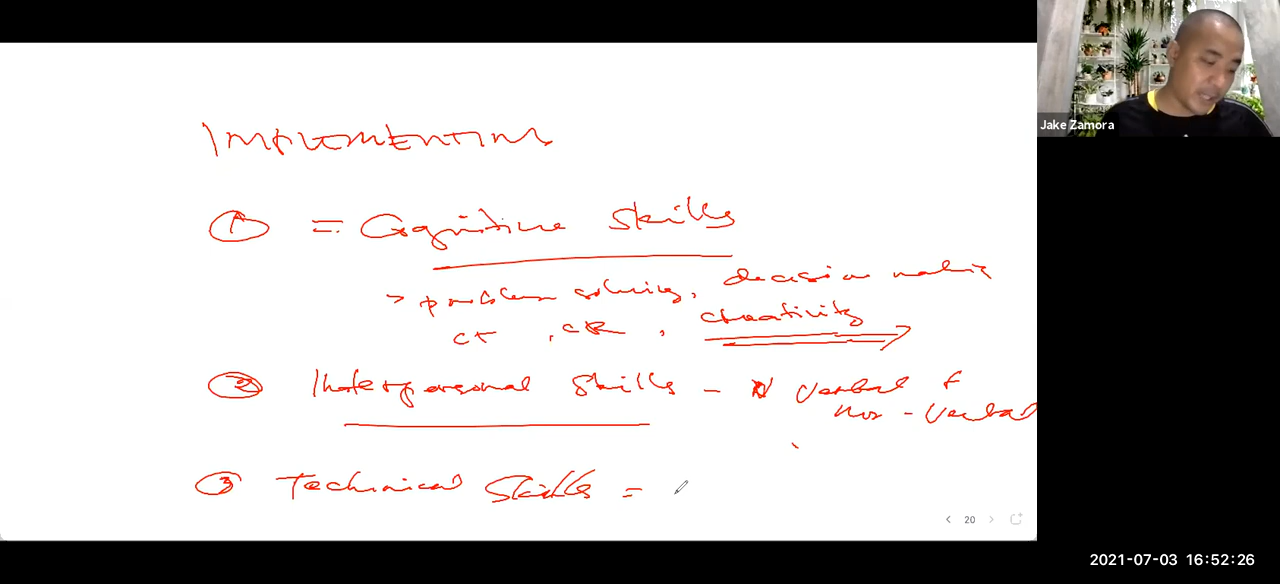 Jake Zamora
IMPLEMENTING
① = Cognitive Skills
> problem solving, decision making
CT, CR, creativity
② Interpersonal Skills - Verbal &
Non-Verbal
③ Technical Skills =
20
2021-07-03 16:52:26